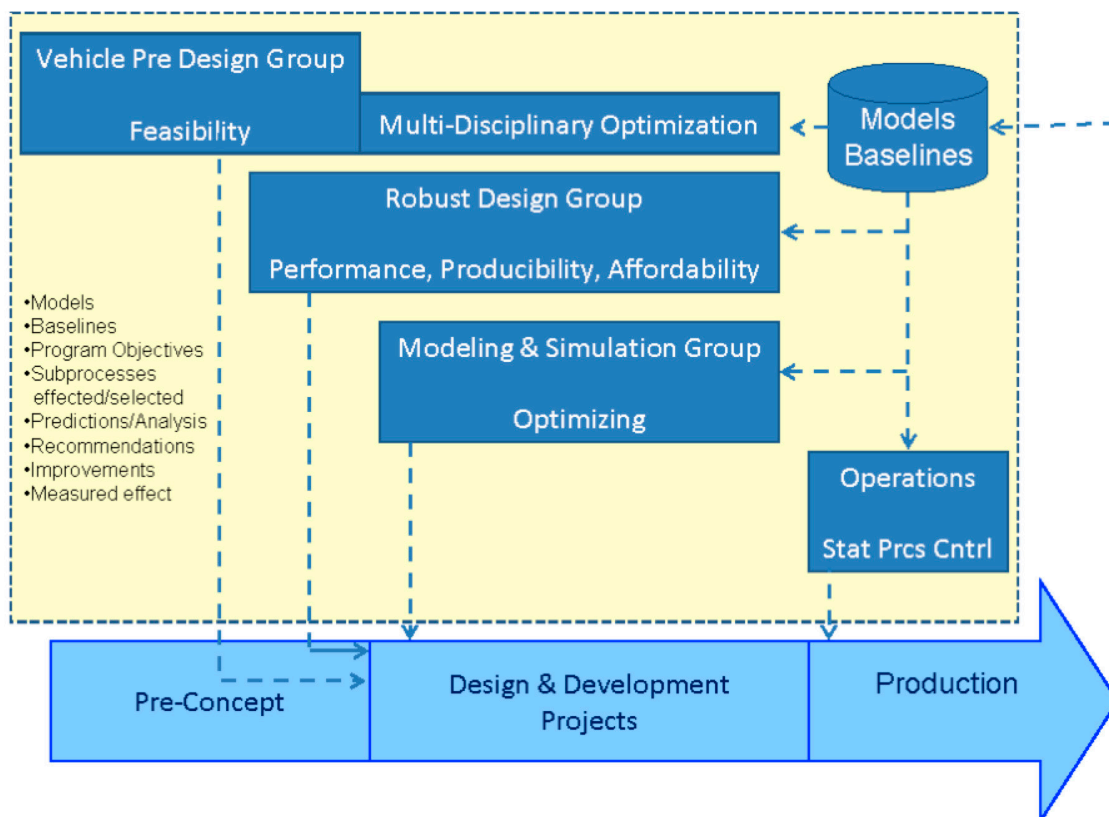 Vehicle Pre Design Group
Feasibility
Multi-Disciplinary Optimization
Models
Baselines
Robust Design Group
Performance, Producibility, Affordability
•Models
•Baselines
•Program Objectives
•Subprocesses
effected/selected
•Predictions/Analysis
•Recommendations
•Improvements
•Measured effect
Modeling & Simulation Group
Optimizing
Operations
Stat Prcs Cntrl
Pre-Concept
Design & Development
Projects
Production